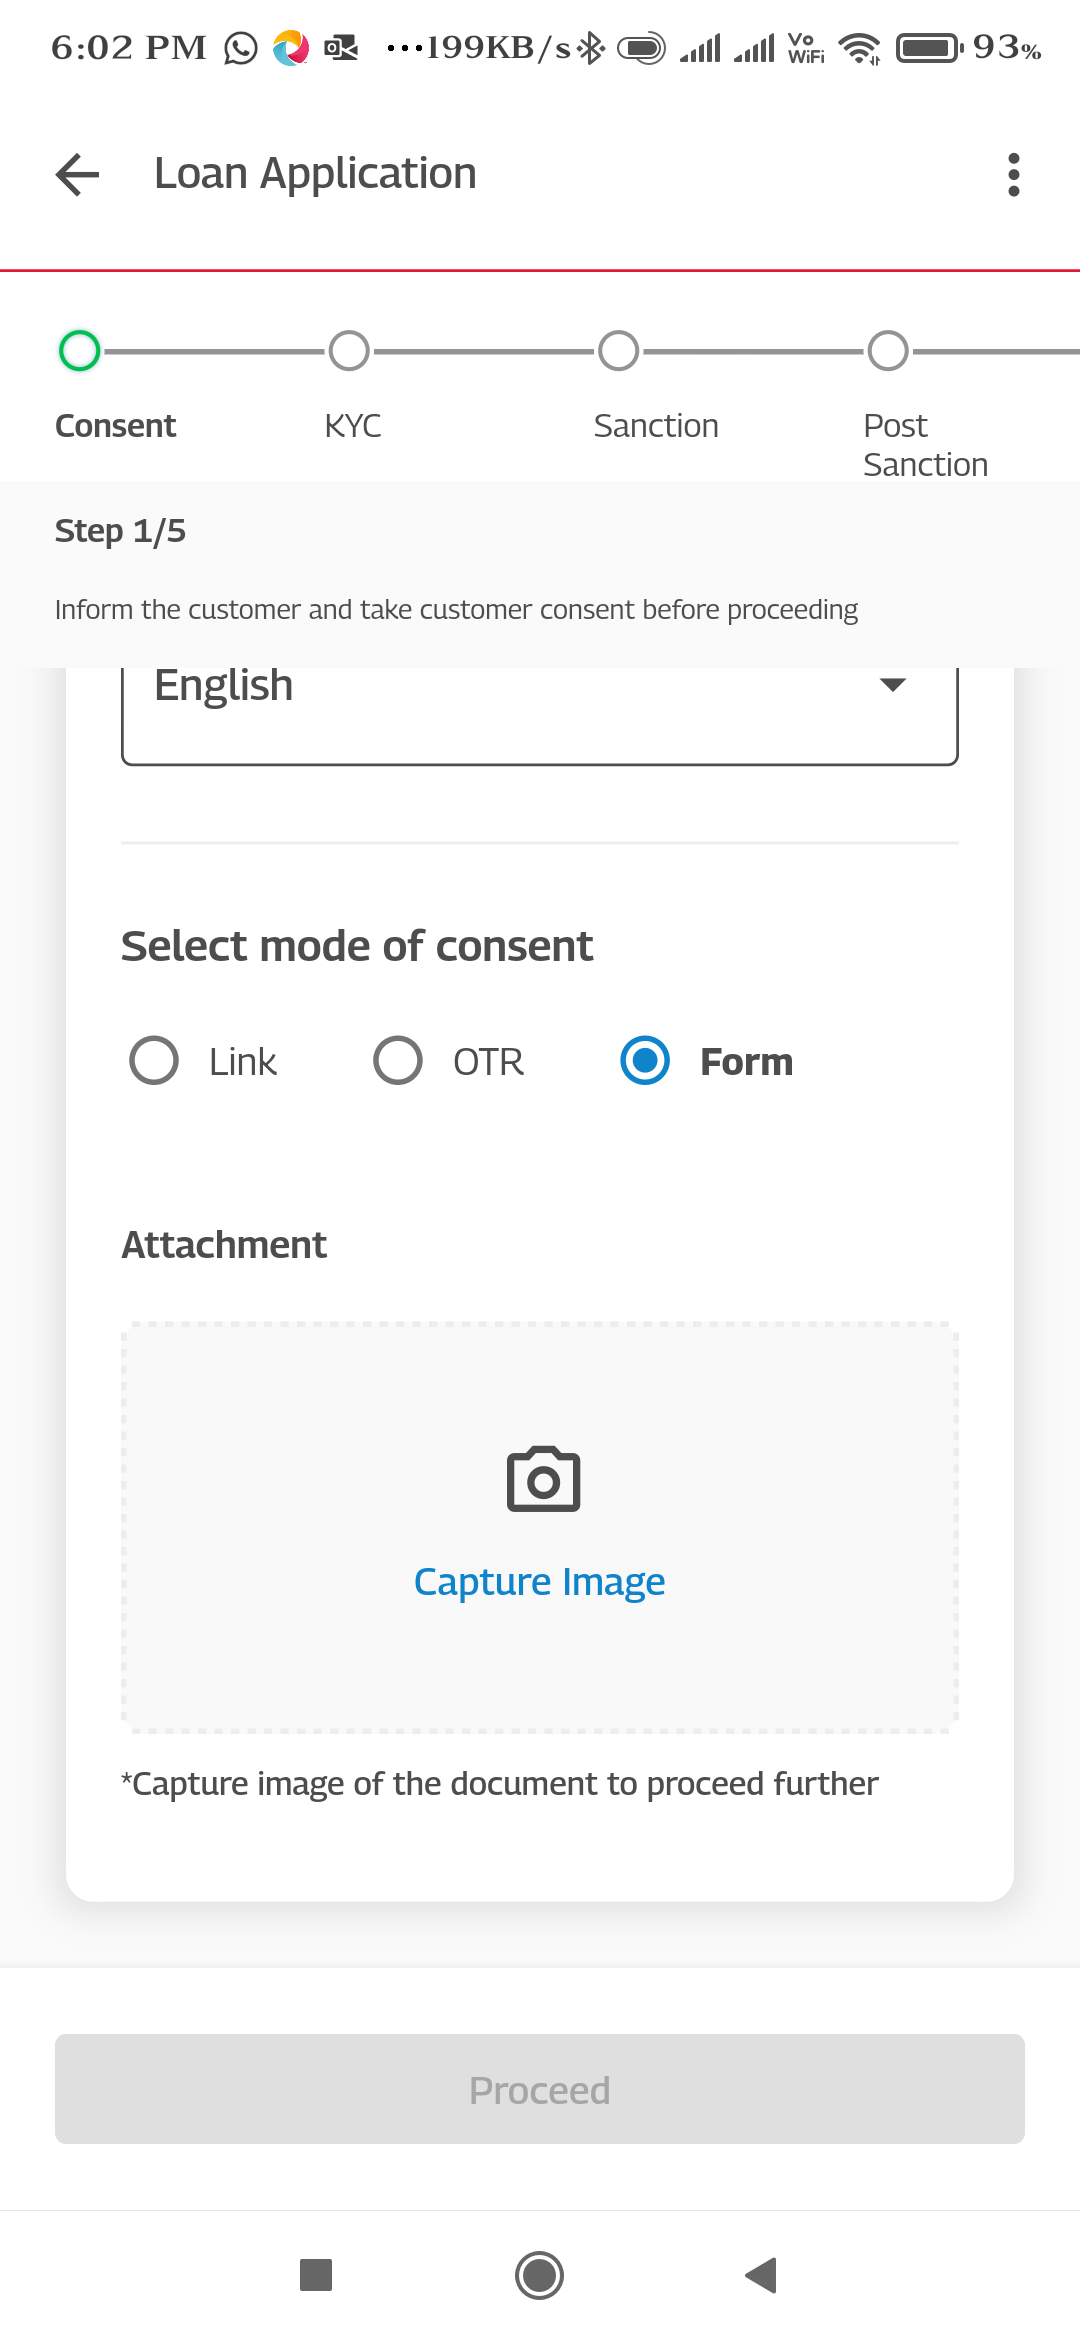 6:02 PM ...199KB/s Vo WiFi 93%
Loan Application
Consent KYC Sanction Post Sanction
Step 1/5
Inform the customer and take customer consent before proceeding
English
Select mode of consent
Link OTR Form
Attachment
Capture Image
*Capture image of the document to proceed further
Proceed